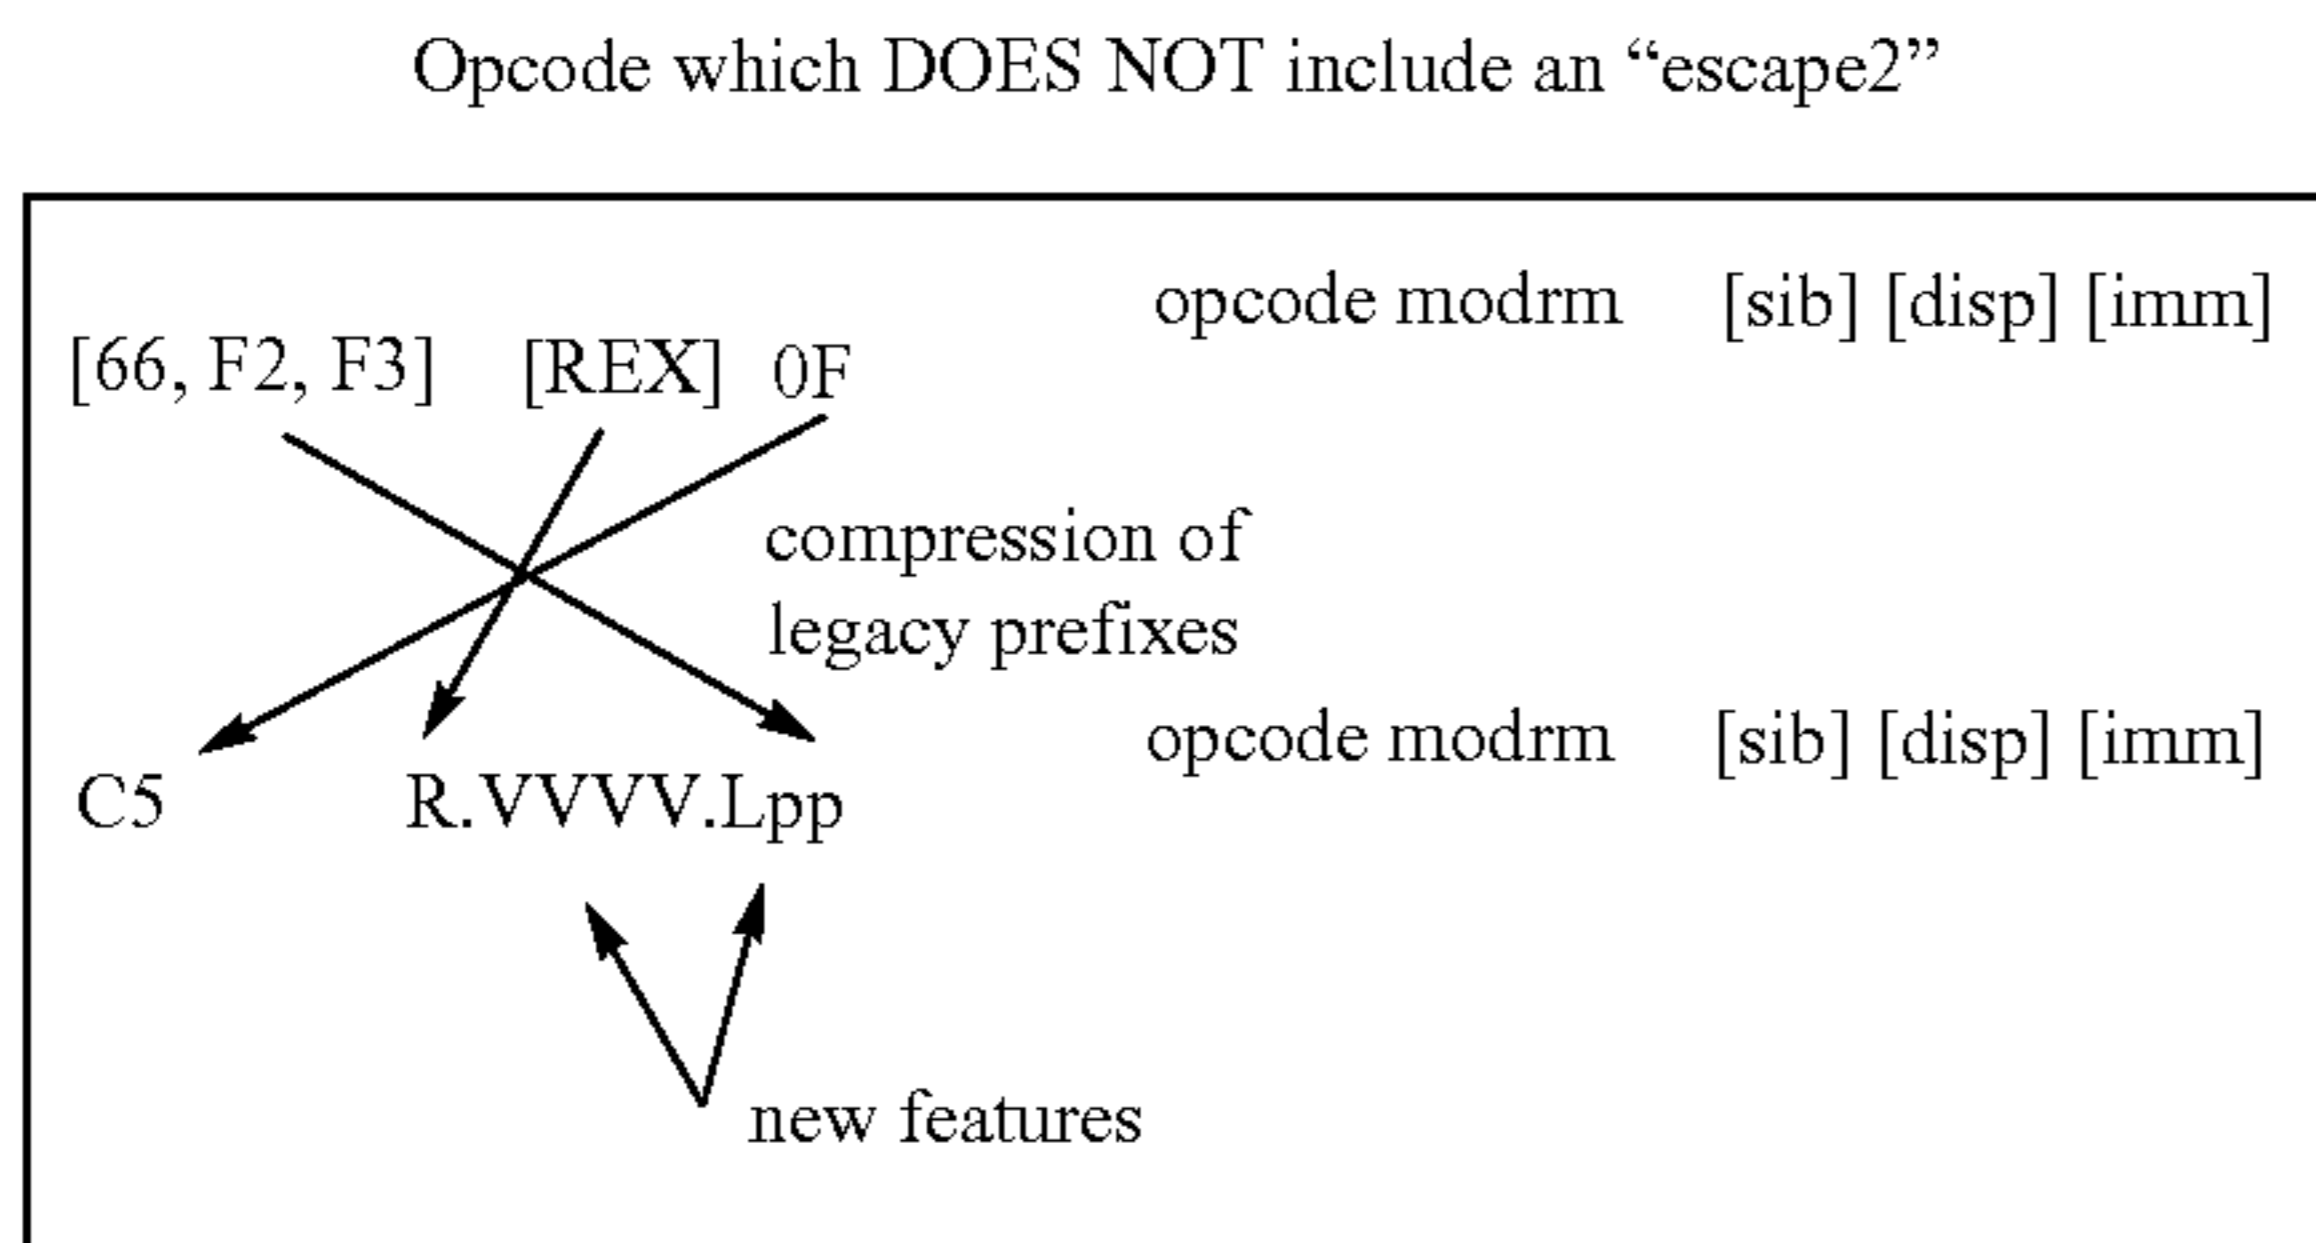 Opcode which DOES NOT include an “escape2”
opcode modrm [sib] [disp] [imm]
[66, F2, F3] [REX] 0F
compression of
legacy prefixes
opcode modrm [sib] [disp] [imm]
C5 R.VVVV.Lpp
new features